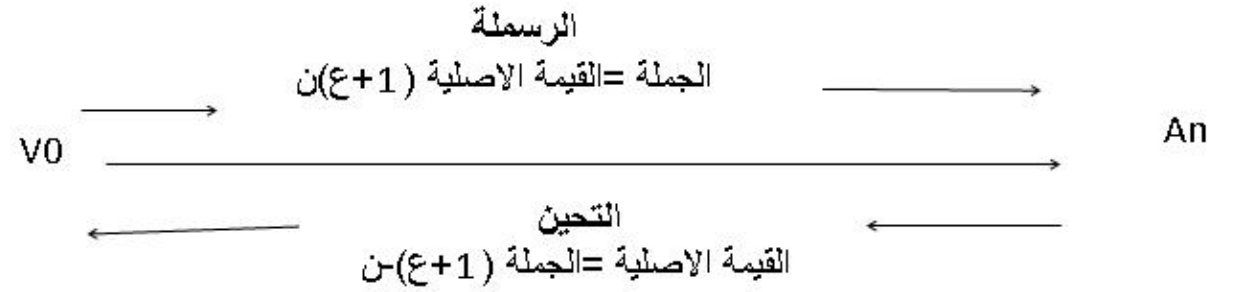 الرسملة
الجملة =القيمة الاصلية (1+ع)ن
V0
An
التحين
القيمة الاصلية =الجملة (1+ع)-ن